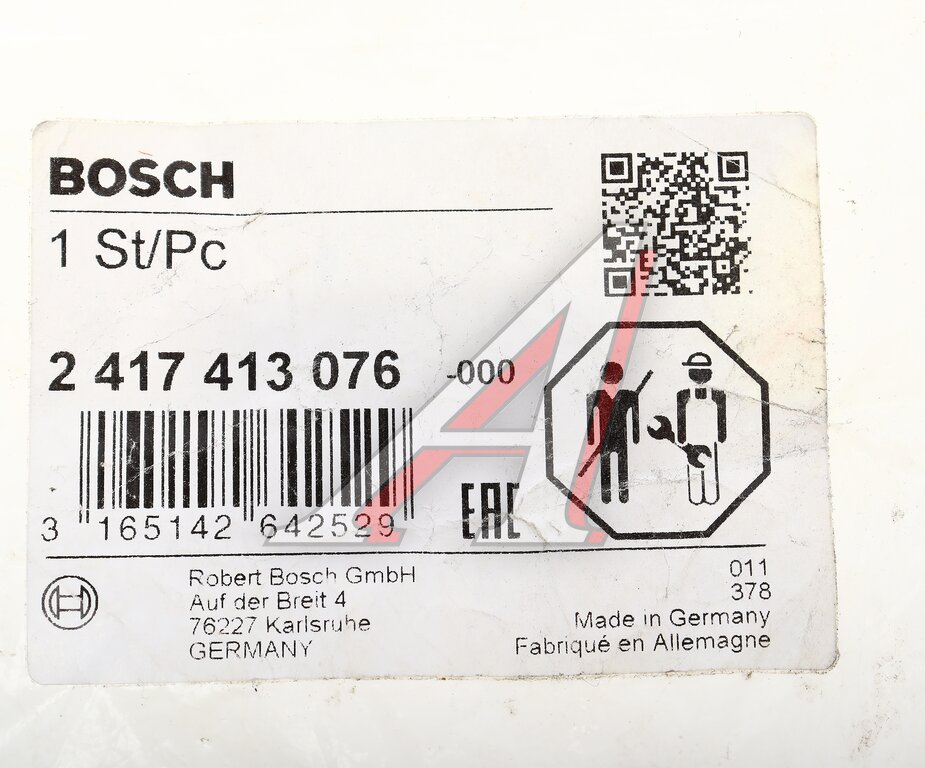 BOSCH
1 St/Pc
2 417 413 076 -000
3 165142 642529
EAC
Robert Bosch GmbH
Auf der Breit 4
76227 Karlsruhe
GERMANY
011
378
Made in Germany
Fabriqué en Allemagne